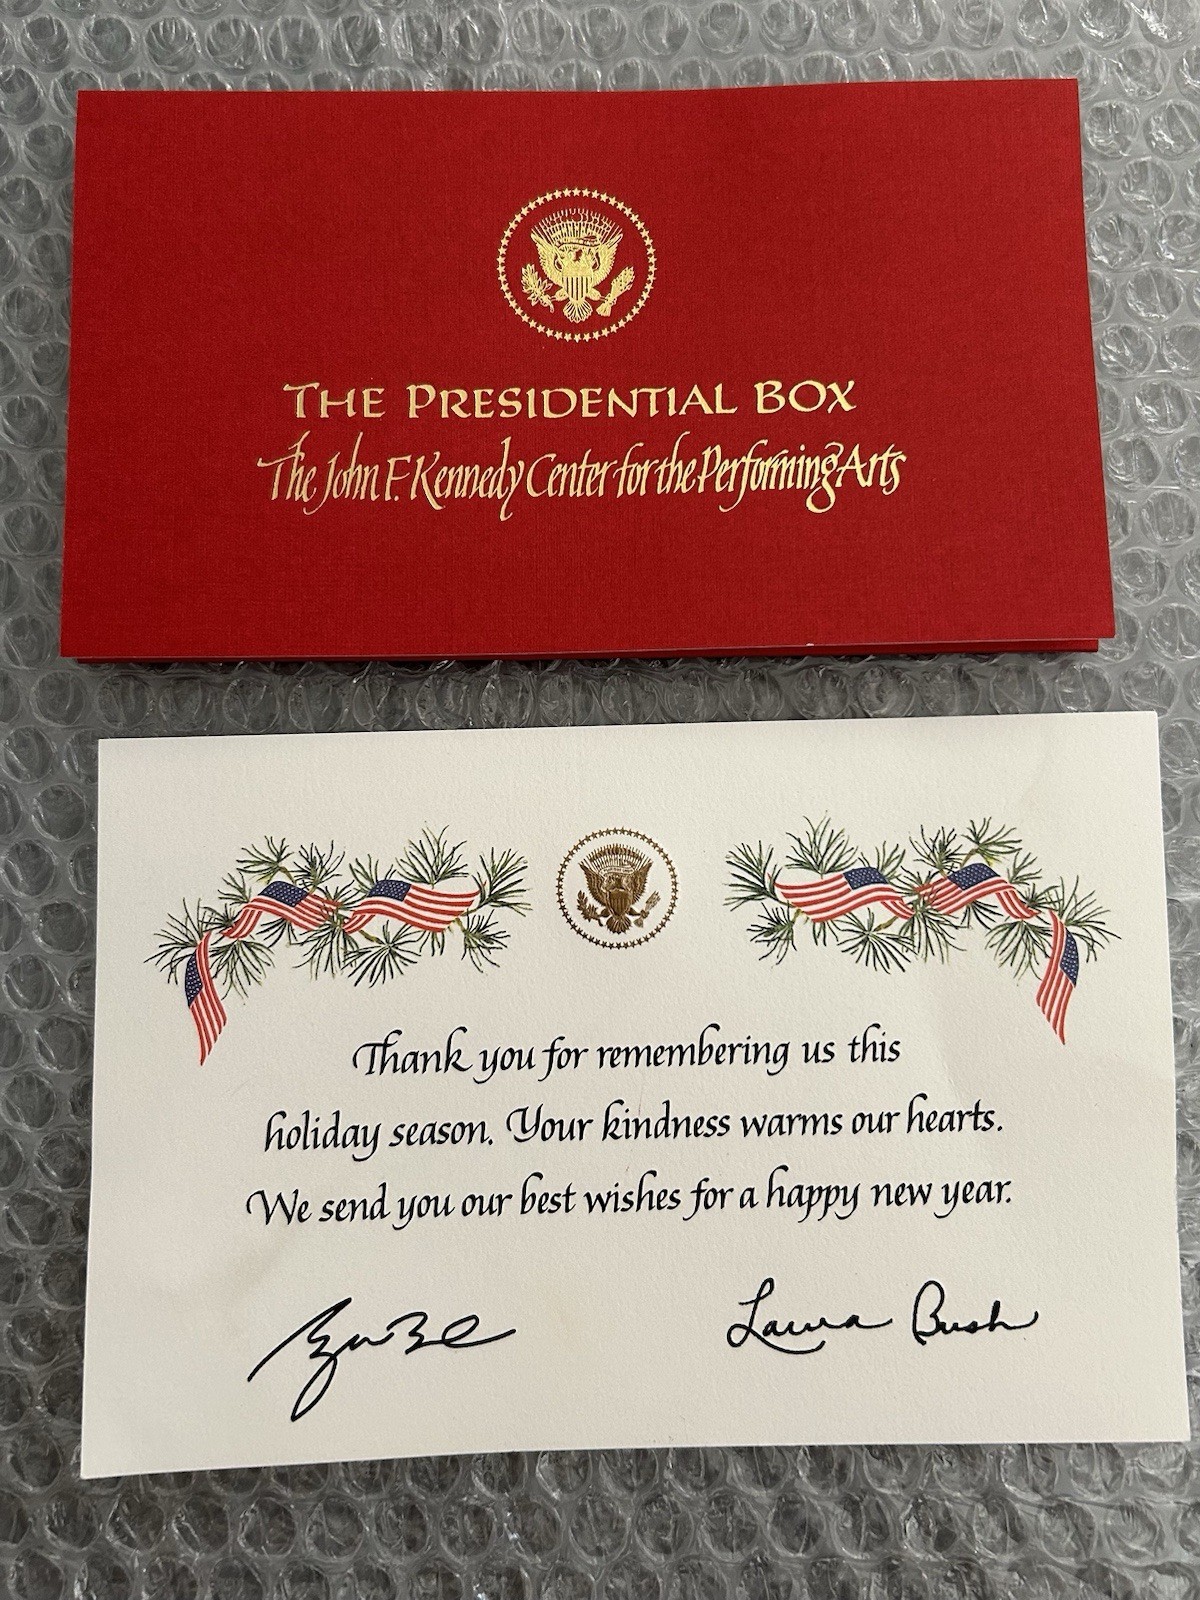 THE PRESIDENTIAL BOX
The John F. Kennedy Center for the Performing Arts
Thank you for remembering us this
holiday season. Your kindness warms our hearts.
We send you our best wishes for a happy new year.
Laura Bush